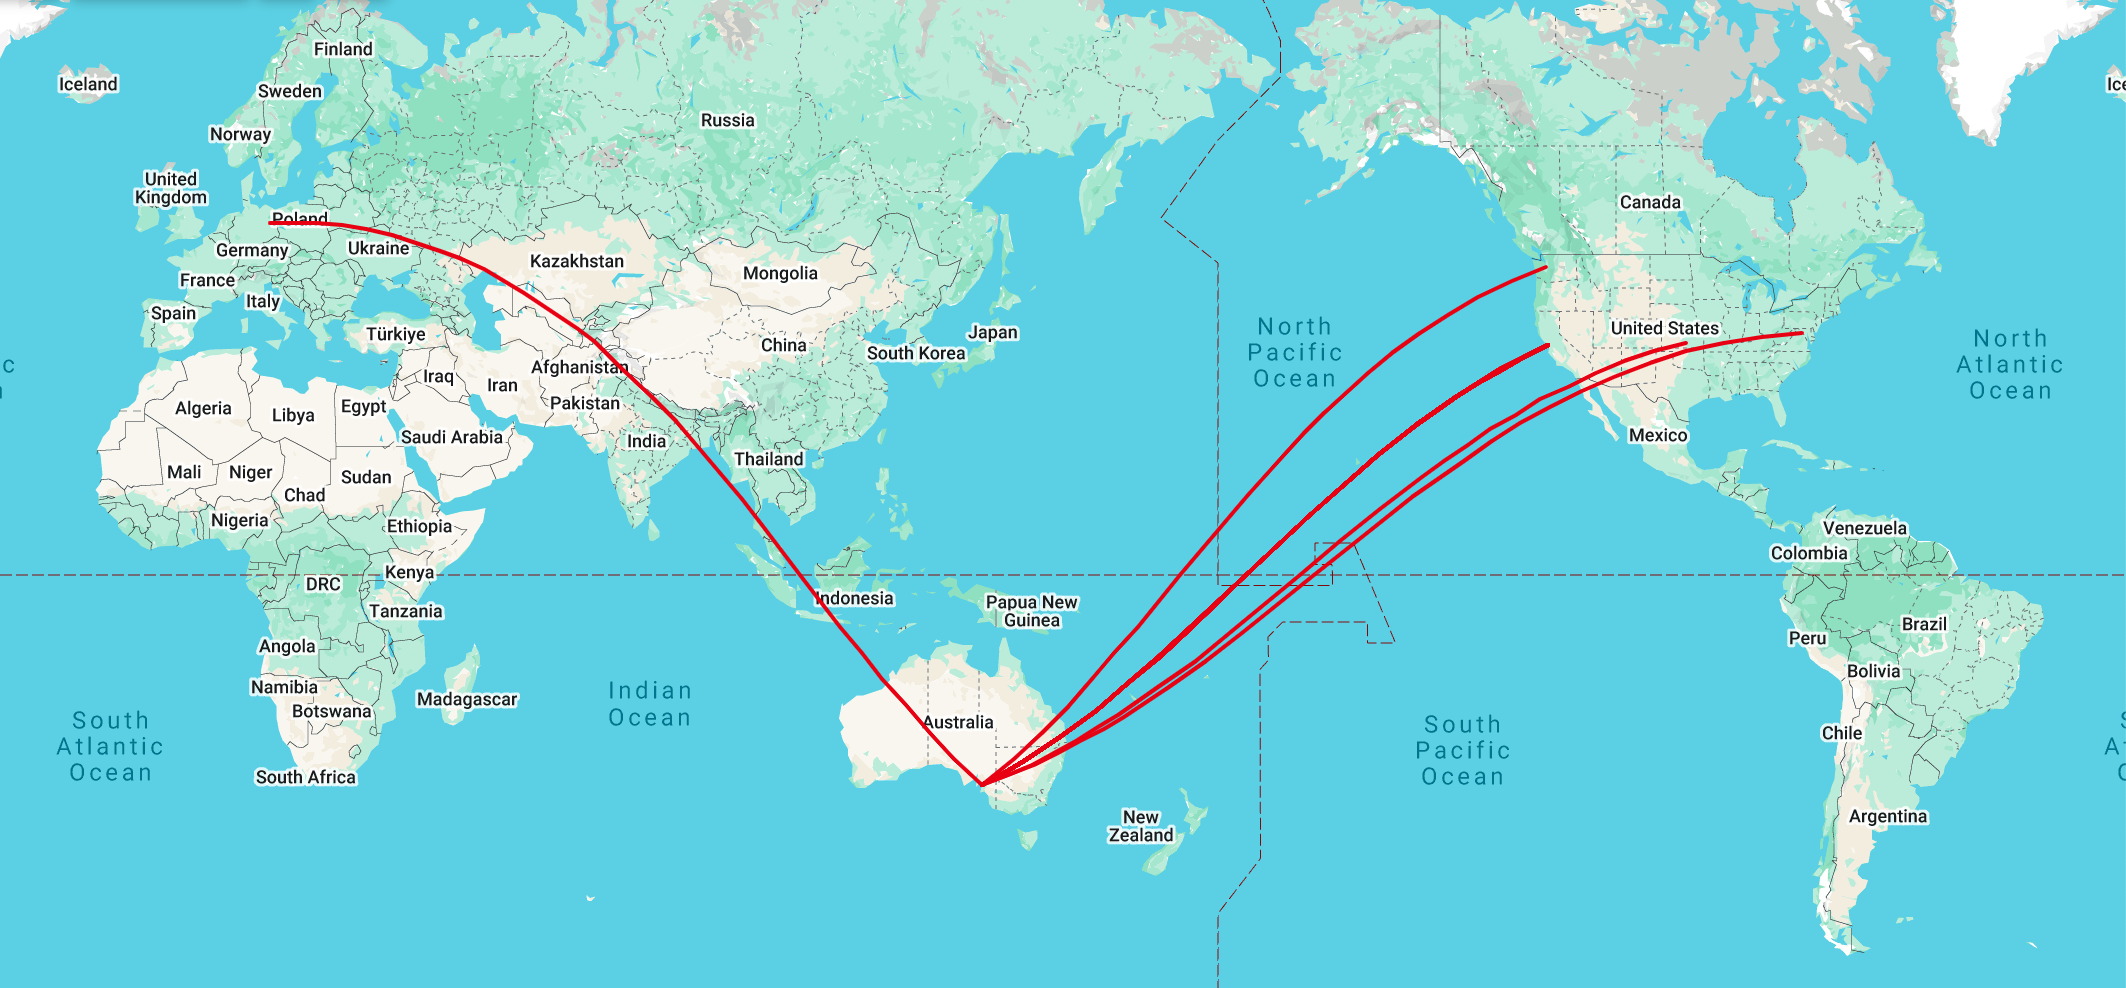 Finland
Iceland
Sweden
Norway
Russia
United
Kingdom
Poland
Germany
Ukraine
France
Italy
Spain
Türkiye
Kazakhstan
Mongolia
China
Japan
South Korea
Afghanistan
Iraq
Iran
Pakistan
Algeria
Libya
Egypt
Saudi Arabia
India
Thailand
Mali
Niger
Sudan
Chad
Nigeria
Ethiopia
DRC
Kenya
Tanzania
Angola
Namibia
Botswana
Madagascar
South Africa
South
Atlantic
Ocean
Indian
Ocean
Indonesia
Papua New
Guinea
Australia
New
Zealand
North
Pacific
Ocean
South
Pacific
Ocean
Canada
United States
Mexico
North
Atlantic
Ocean
Venezuela
Colombia
Brazil
Peru
Bolivia
Chile
Argentina